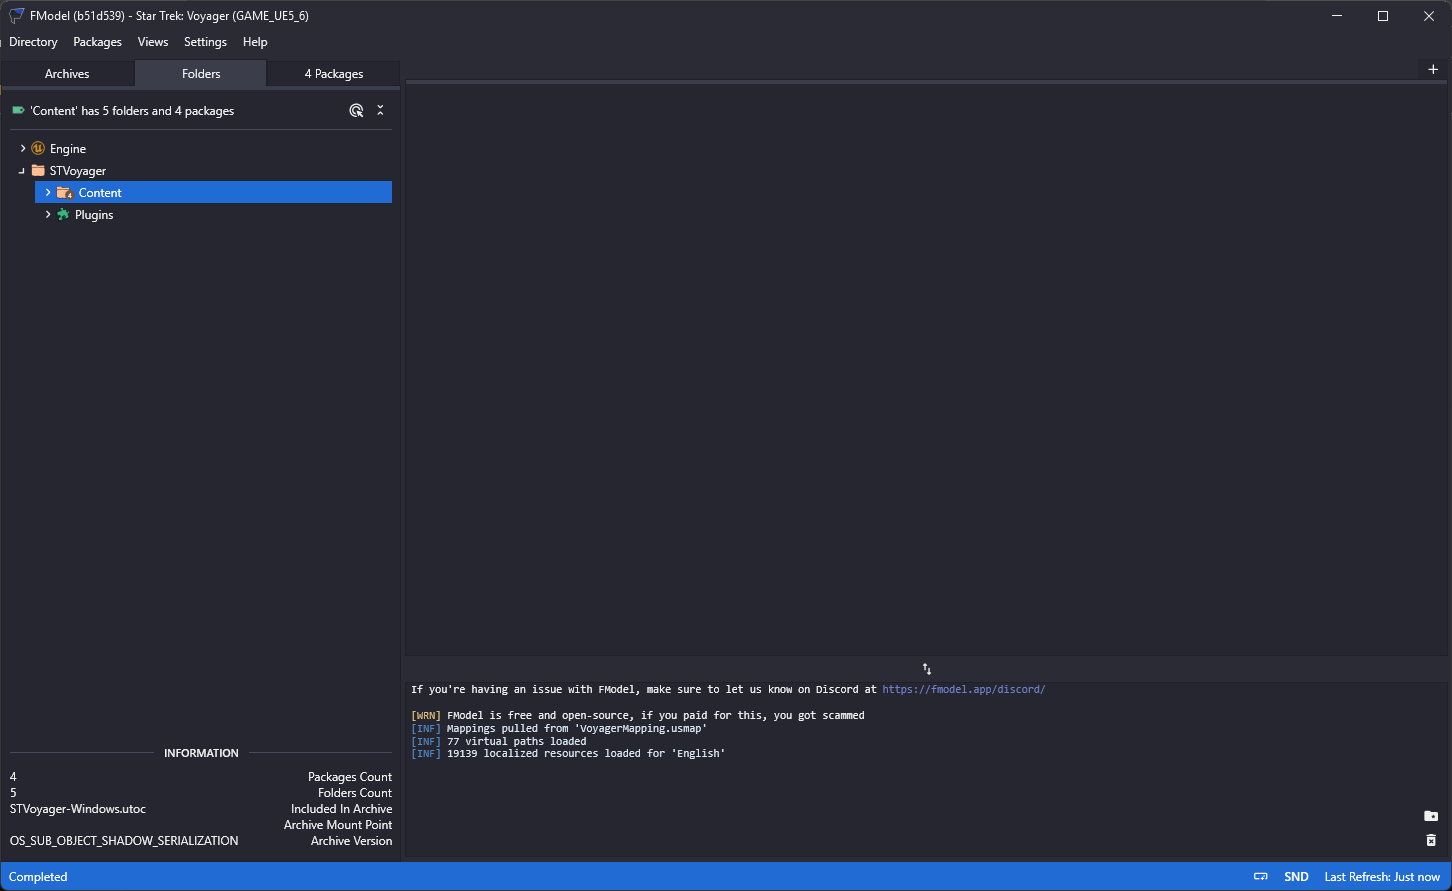 FModel (b51d539) - Star Trek: Voyager (GAME_UE5_6)
Directory Packages Views Settings Help
Archives Folders 4 Packages
'Content' has 5 folders and 4 packages
Engine
STVoyager
4 Content
Plugins
If you're having an issue with FModel, make sure to let us know on Discord at https://fmodel.app/discord/
[WRN] FModel is free and open-source, if you paid for this, you got scammed
[INF] Mappings pulled from 'VoyagerMapping.usmap'
[INF] 77 virtual paths loaded
[INF] 19139 localized resources loaded for 'English'
INFORMATION
4 Packages Count
5 Folders Count
STVoyager-Windows.utoc Included In Archive
Archive Mount Point
OS_SUB_OBJECT_SHADOW_SERIALIZATION Archive Version
Completed SND Last Refresh: Just now